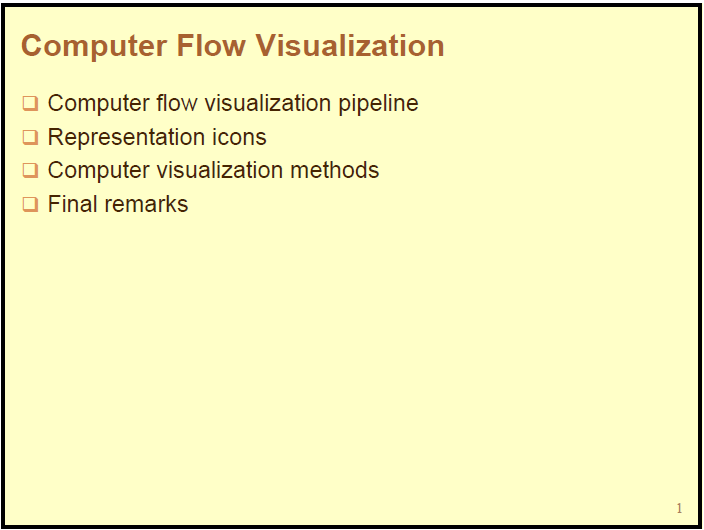 Computer Flow Visualization
Computer flow visualization pipeline
Representation icons
Computer visualization methods
Final remarks
1